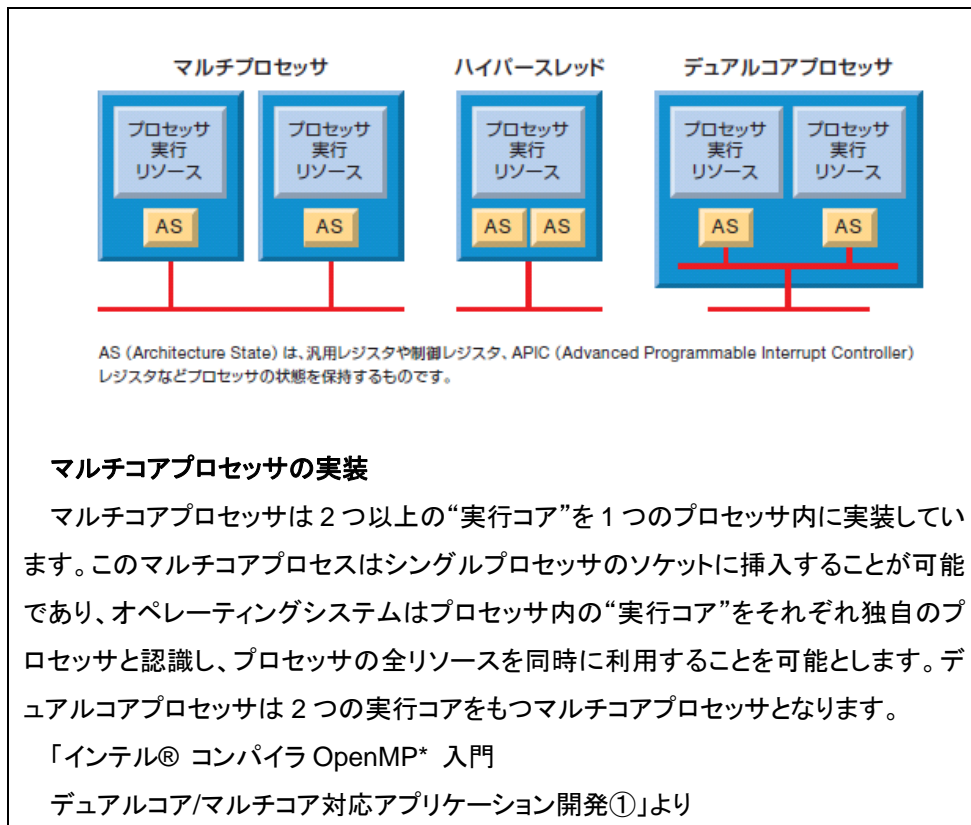 マルチプロセッサ ハイパースレッド デュアルコアプロセッサ
プロセッサ
実行
リソース
プロセッサ
実行
リソース
プロセッサ
実行
リソース
プロセッサ
実行
リソース
プロセッサ
実行
リソース
AS AS AS AS AS AS
AS (Architecture State) は、汎用レジスタや制御レジスタ、APIC (Advanced Programmable Interrupt Controller)
レジスタなどプロセッサの状態を保持するものです。
マルチコアプロセッサの実装
マルチコアプロセッサは 2 つ以上の“実行コア”を 1 つのプロセッサ内に実装してい
ます。このマルチコアプロセスはシングルプロセッサのソケットに挿入することが可能
であり、オペレーティングシステムはプロセッサ内の“実行コア”をそれぞれ独自のプ
ロセッサと認識し、プロセッサの全リソースを同時に利用することを可能とします。デ
ュアルコアプロセッサは 2 つの実行コアをもつマルチコアプロセッサとなります。
「インテル® コンパイラ OpenMP* 入門
デュアルコア/マルチコア対応アプリケーション開発①」より